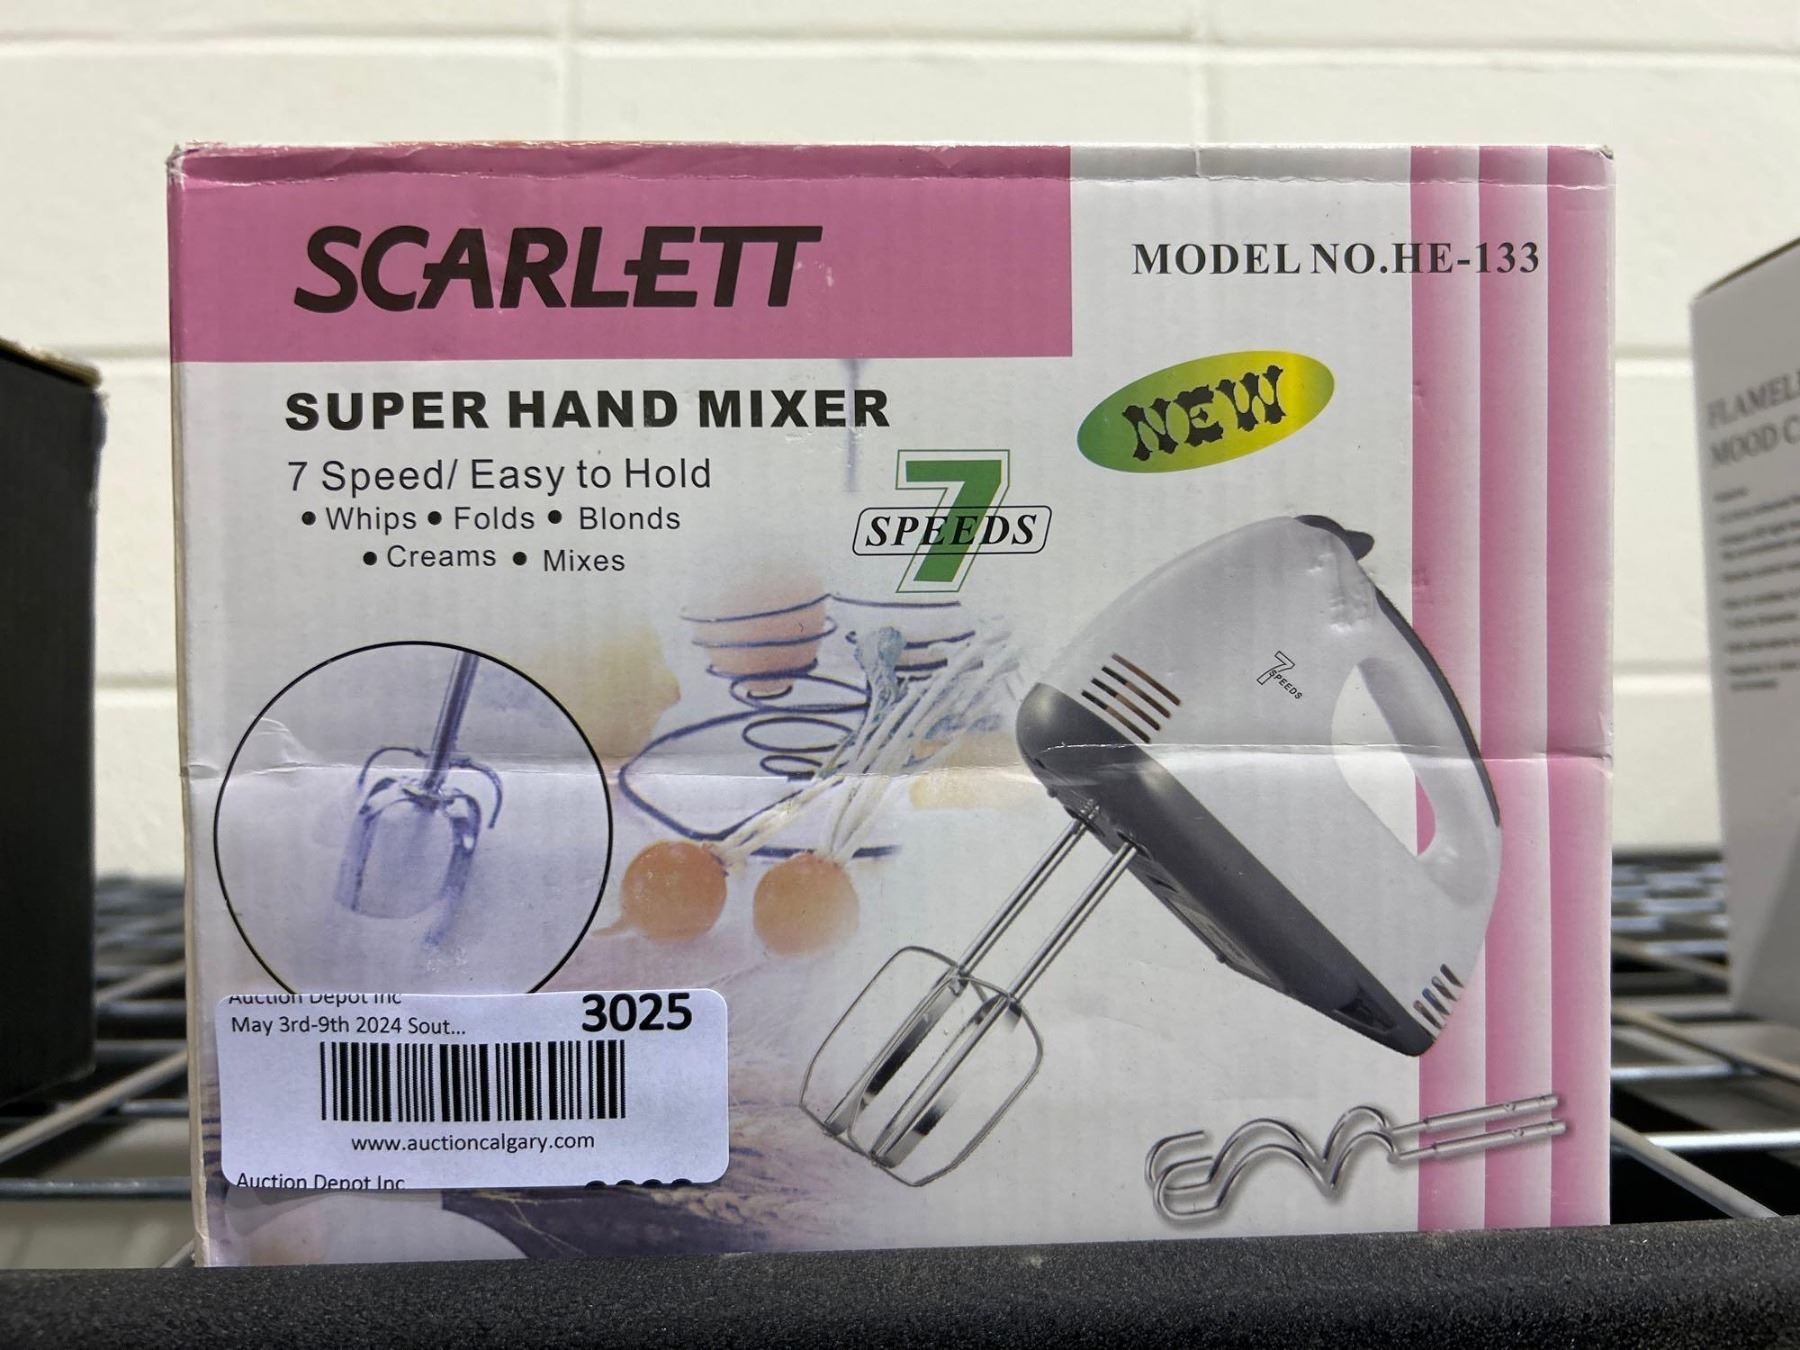 SCARLETT
MODEL NO.HE-133
SUPER HAND MIXER
NEW
7 Speed/ Easy to Hold
• Whips • Folds • Blonds
• Creams • Mixes
7
SPEEDS
7
SPEEDS
Auction Depot Inc
3025
May 3rd-9th 2024 Sout...
www.auctioncalgary.com
Auction Depot Inc
MOOD